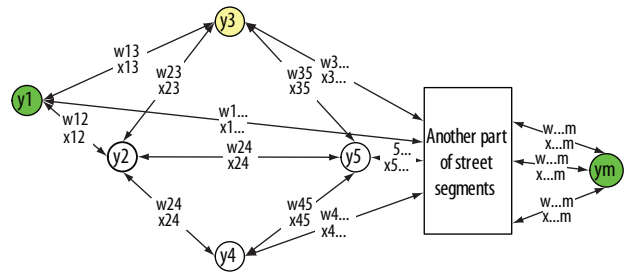 y3
w13
x13
w3...
x3...
w23
x23
w35
x35
y1
w12
x12
w1...
x1...
Another part
of street
segments
w...m
x...m
y2
w24
x24
y5
5...
x5...
w...m
x...m
ym
w24
x24
w45
x45
w4...
x4...
w...m
x...m
y4